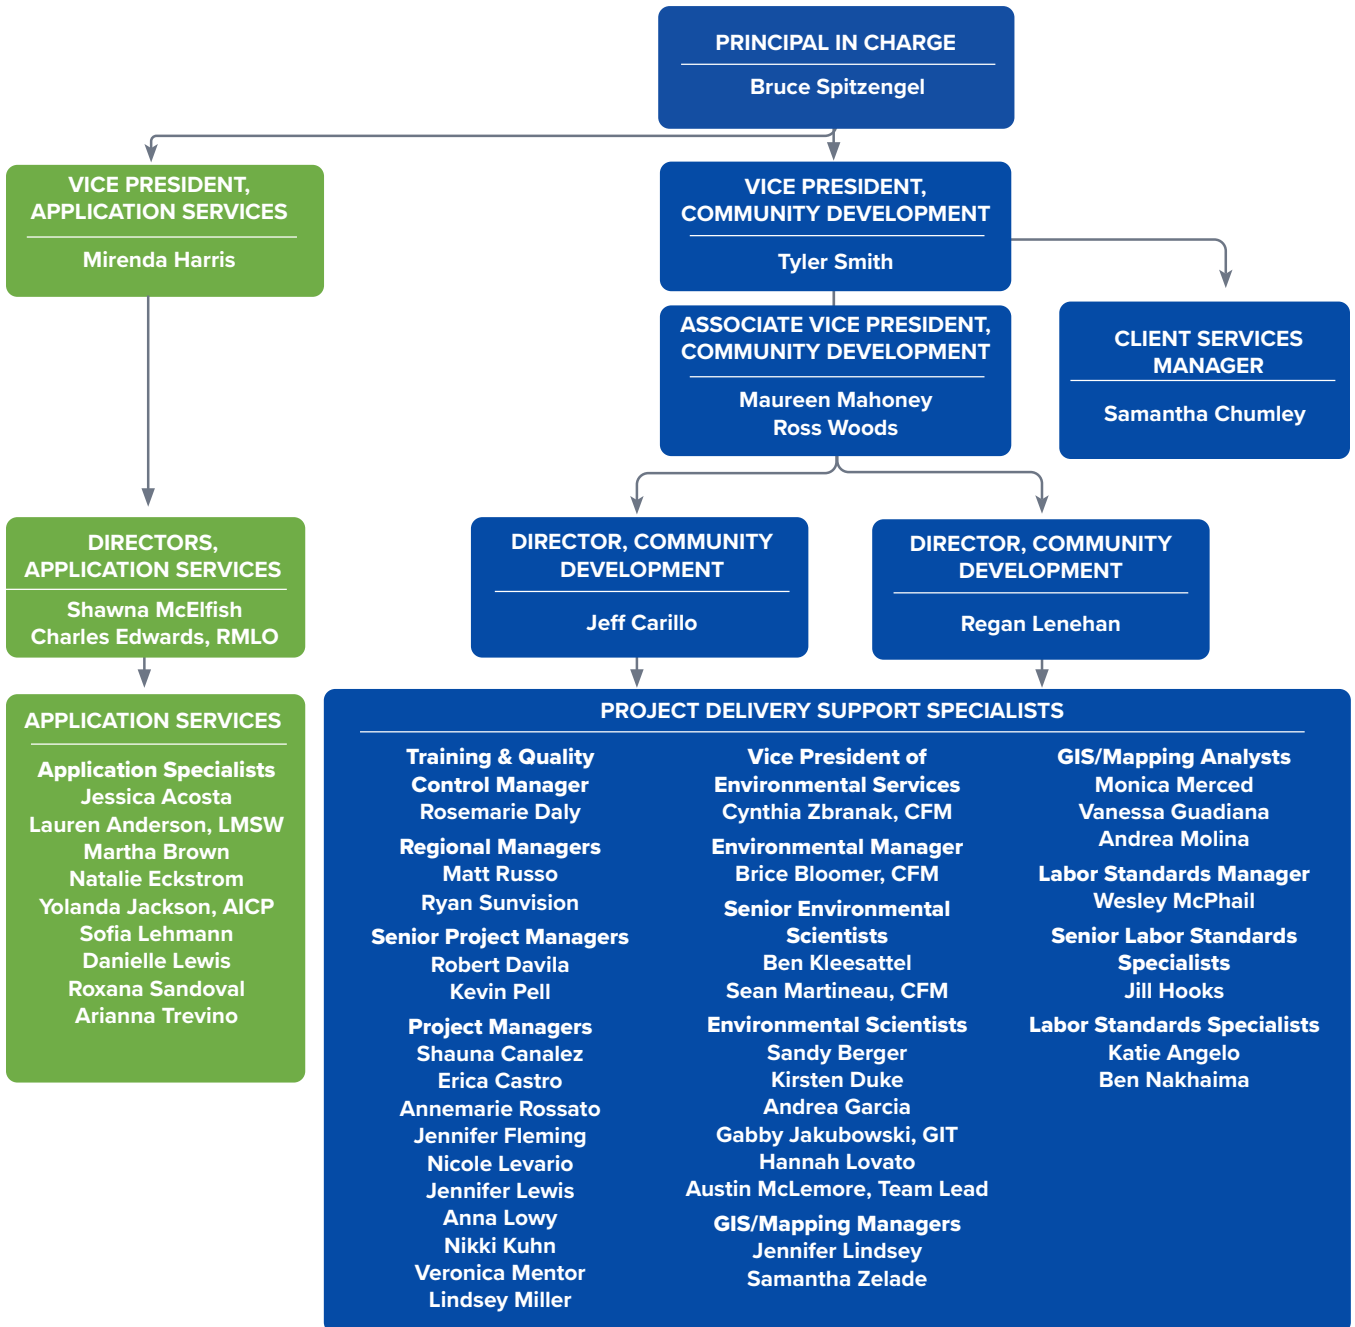 PRINCIPAL IN CHARGE
Bruce Spitzengel
VICE PRESIDENT,
APPLICATION SERVICES
Mirenda Harris
VICE PRESIDENT,
COMMUNITY DEVELOPMENT
Tyler Smith
ASSOCIATE VICE PRESIDENT,
COMMUNITY DEVELOPMENT
Maureen Mahoney
Ross Woods
CLIENT SERVICES
MANAGER
Samantha Chumley
DIRECTORS,
APPLICATION SERVICES
Shawna McElfish
Charles Edwards, RMLO
DIRECTOR, COMMUNITY
DEVELOPMENT
Jeff Carillo
DIRECTOR, COMMUNITY
DEVELOPMENT
Regan Lenehan
APPLICATION SERVICES
Application Specialists
Jessica Acosta
Lauren Anderson, LMSW
Martha Brown
Natalie Eckstrom
Yolanda Jackson, AICP
Sofia Lehmann
Danielle Lewis
Roxana Sandoval
Arianna Trevino
PROJECT DELIVERY SUPPORT SPECIALISTS
Training & Quality
Control Manager
Rosemarie Daly
Regional Managers
Matt Russo
Ryan Sunvision
Senior Project Managers
Robert Davila
Kevin Pell
Project Managers
Shauna Canalez
Erica Castro
Annemarie Rossato
Jennifer Fleming
Nicole Levario
Jennifer Lewis
Anna Lowy
Nikki Kuhn
Veronica Mentor
Lindsey Miller
Vice President of
Environmental Services
Cynthia Zbranak, CFM
Environmental Manager
Brice Bloomer, CFM
Senior Environmental
Scientists
Ben Kleesattel
Sean Martineau, CFM
Environmental Scientists
Sandy Berger
Kirsten Duke
Andrea Garcia
Gabby Jakubowski, GIT
Hannah Lovato
Austin McLemore, Team Lead
GIS/Mapping Managers
Jennifer Lindsey
Samantha Zelade
GIS/Mapping Analysts
Monica Merced
Vanessa Guadiana
Andrea Molina
Labor Standards Manager
Wesley McPhail
Senior Labor Standards
Specialists
Jill Hooks
Labor Standards Specialists
Katie Angelo
Ben Nakhaima